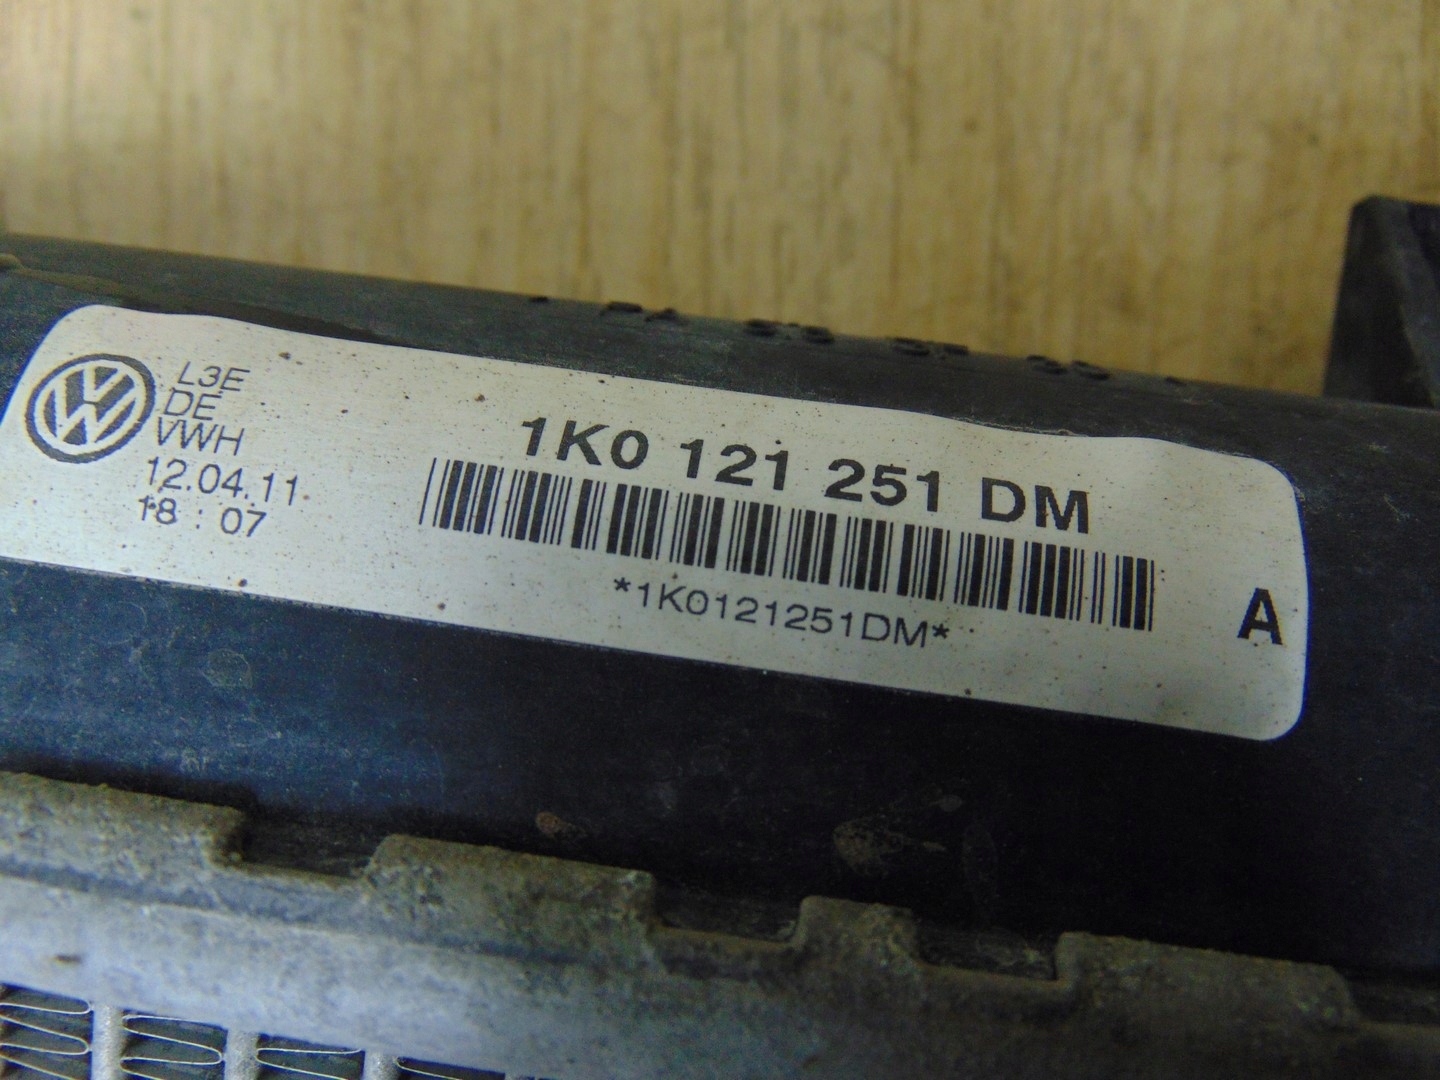 L3E
DE
VWH
12.04.11
18 : 07
1K0 121 251 DM
*1K0121251DM*
A